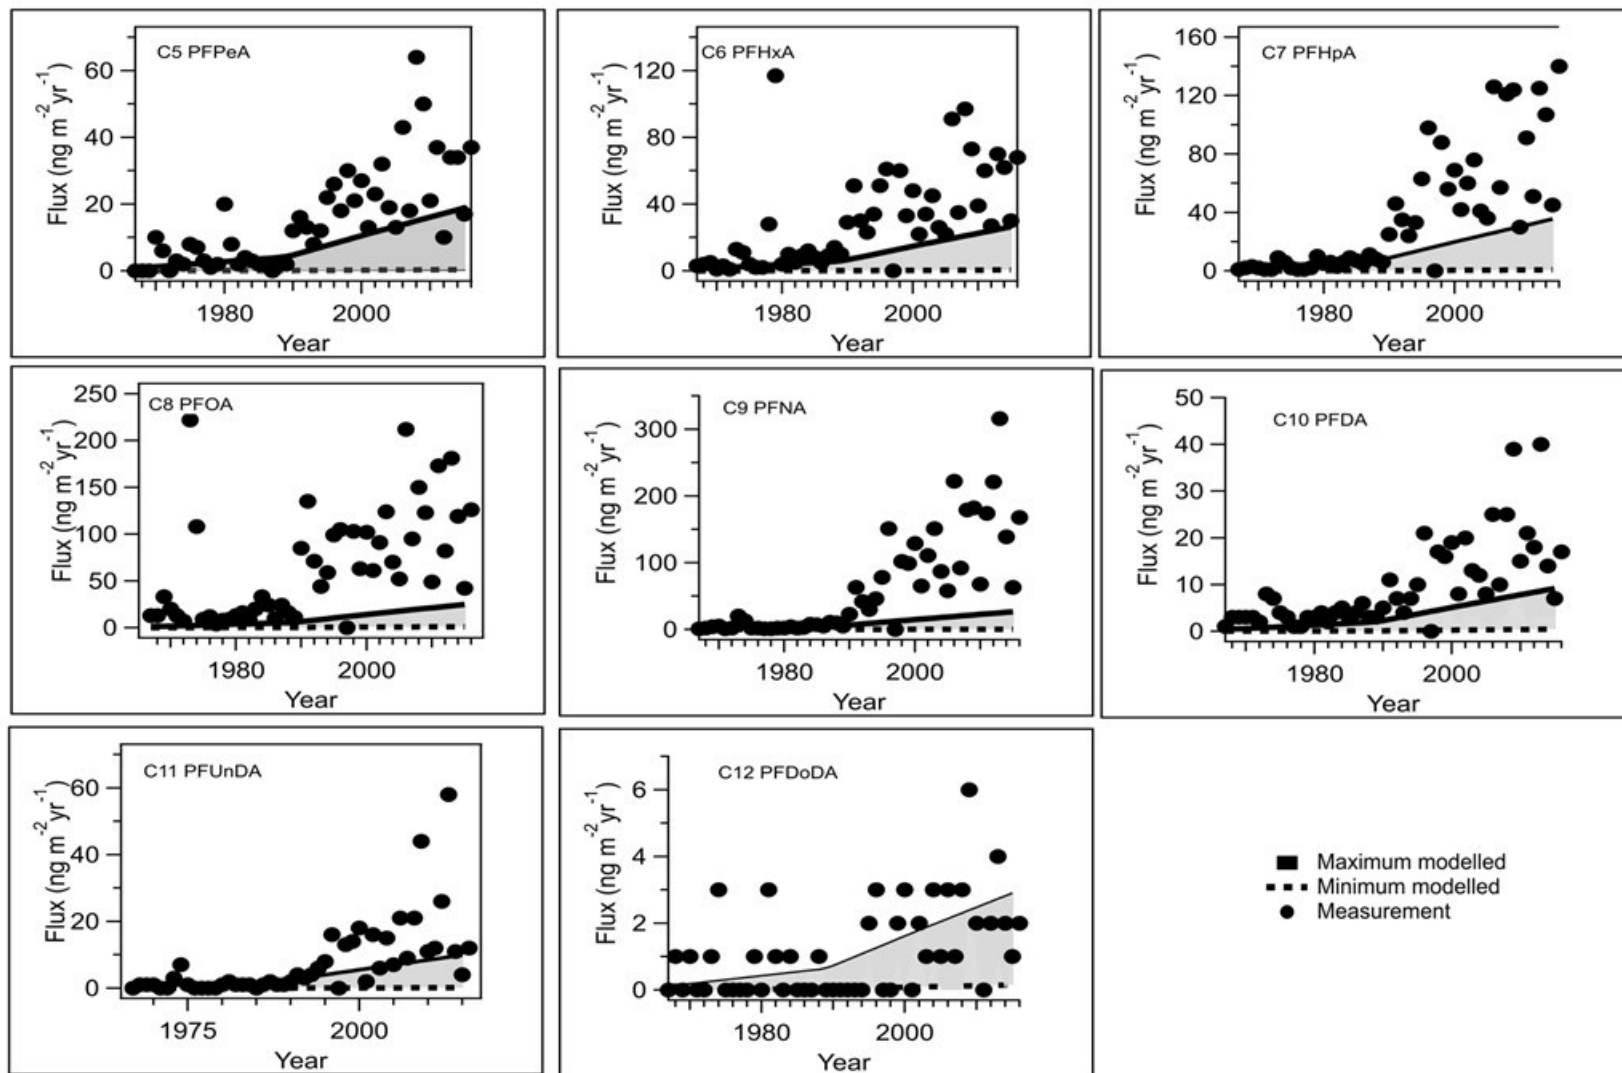 C5 PFPeA
Flux (ng m⁻² yr⁻¹)
60
40
20
0
1980 2000
Year
C6 PFHxA
Flux (ng m⁻² yr⁻¹)
120
80
40
0
1980 2000
Year
C7 PFHpA
Flux (ng m⁻² yr⁻¹)
160
120
80
40
0
1980 2000
Year
C8 PFOA
Flux (ng m⁻² yr⁻¹)
250
200
150
100
50
0
1980 2000
Year
C9 PFNA
Flux (ng m⁻² yr⁻¹)
300
200
100
0
1980 2000
Year
C10 PFDA
Flux (ng m⁻² yr⁻¹)
50
40
30
20
10
0
1980 2000
Year
C11 PFUnDA
Flux (ng m⁻² yr⁻¹)
60
40
20
0
1975 2000
Year
C12 PFDoDA
Flux (ng m⁻² yr⁻¹)
6
4
2
0
1980 2000
Year
Maximum modelled
Minimum modelled
Measurement